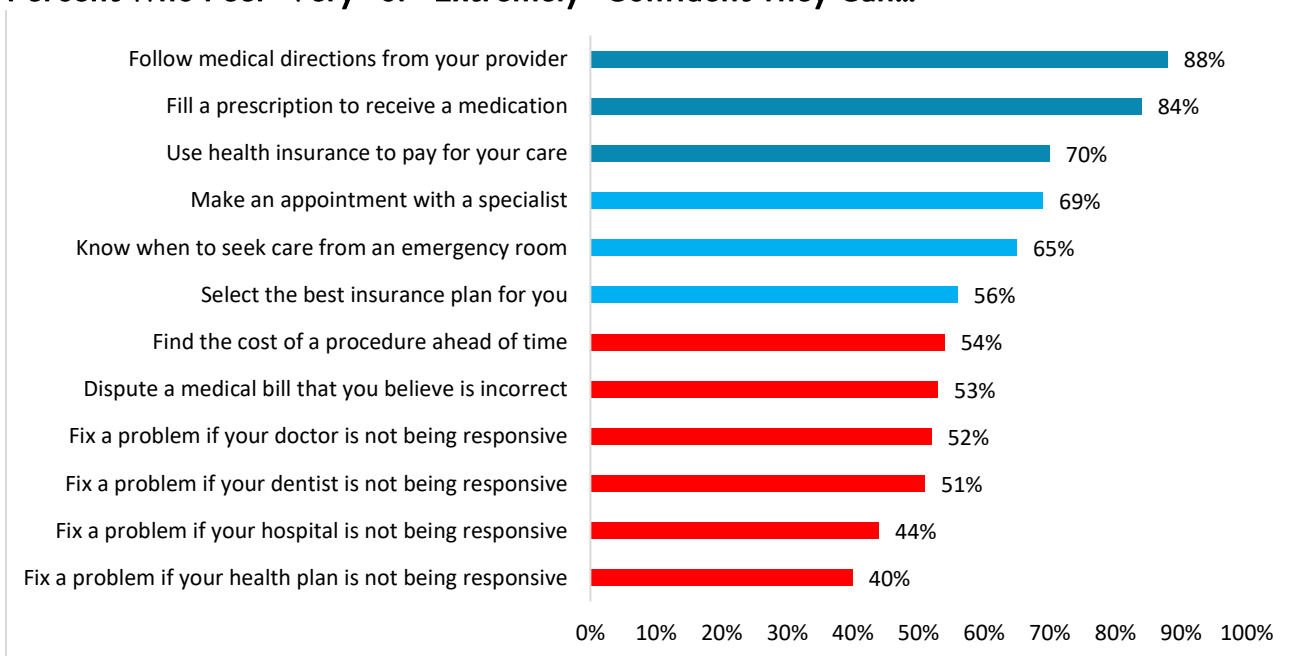 Follow medical directions from your provider 88%
Fill a prescription to receive a medication 84%
Use health insurance to pay for your care 70%
Make an appointment with a specialist 69%
Know when to seek care from an emergency room 65%
Select the best insurance plan for you 56%
Find the cost of a procedure ahead of time 54%
Dispute a medical bill that you believe is incorrect 53%
Fix a problem if your doctor is not being responsive 52%
Fix a problem if your dentist is not being responsive 51%
Fix a problem if your hospital is not being responsive 44%
Fix a problem if your health plan is not being responsive 40%
0% 10% 20% 30% 40% 50% 60% 70% 80% 90% 100%